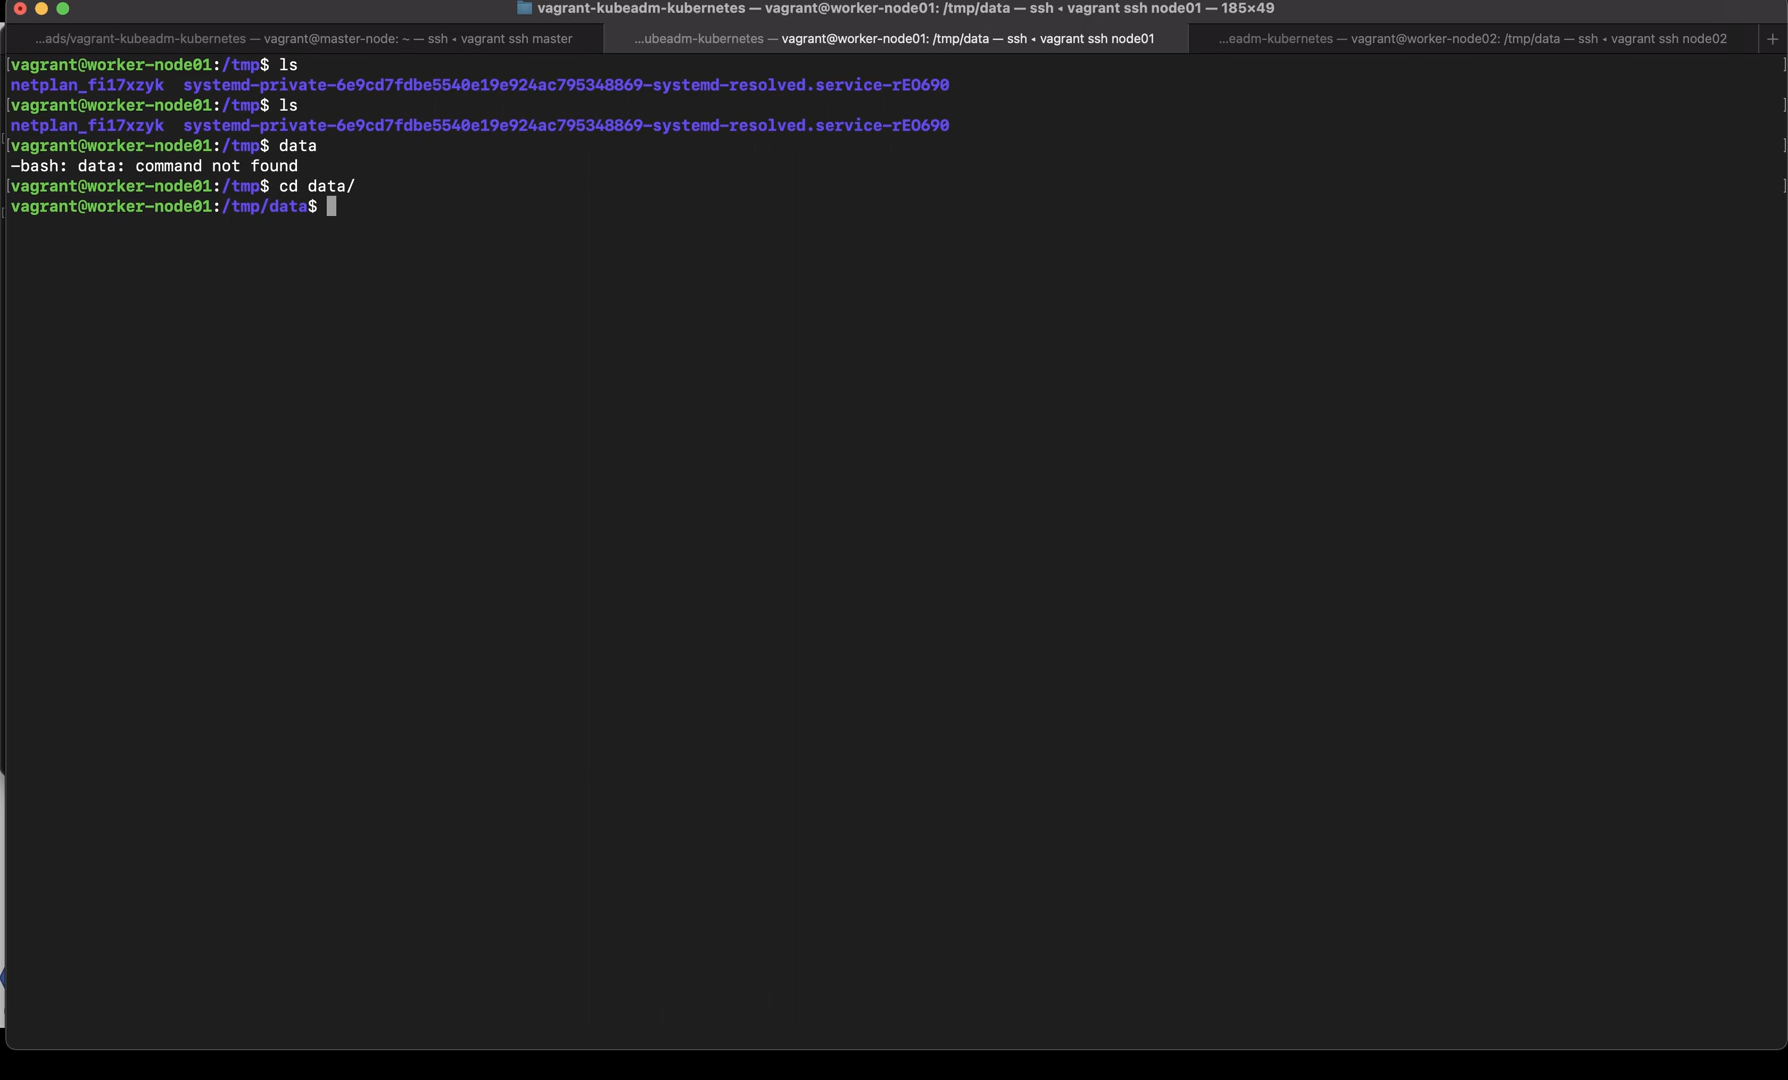 vagrant-kubeadm-kubernetes — vagrant@worker-node01: /tmp/data — ssh ◂ vagrant ssh node01 — 185×49
...ads/vagrant-kubeadm-kubernetes — vagrant@master-node: ~ — ssh ◂ vagrant ssh master
...ubeadm-kubernetes — vagrant@worker-node01: /tmp/data — ssh ◂ vagrant ssh node01
...eadm-kubernetes — vagrant@worker-node02: /tmp/data — ssh ◂ vagrant ssh node02
[vagrant@worker-node01:/tmp$ ls ]
netplan_fi17xzyk  systemd-private-6e9cd7fdbe5540e19e924ac795348869-systemd-resolved.service-rEO690
[vagrant@worker-node01:/tmp$ ls ]
netplan_fi17xzyk  systemd-private-6e9cd7fdbe5540e19e924ac795348869-systemd-resolved.service-rEO690
[vagrant@worker-node01:/tmp$ data ]
-bash: data: command not found
[vagrant@worker-node01:/tmp$ cd data/ ]
vagrant@worker-node01:/tmp/data$